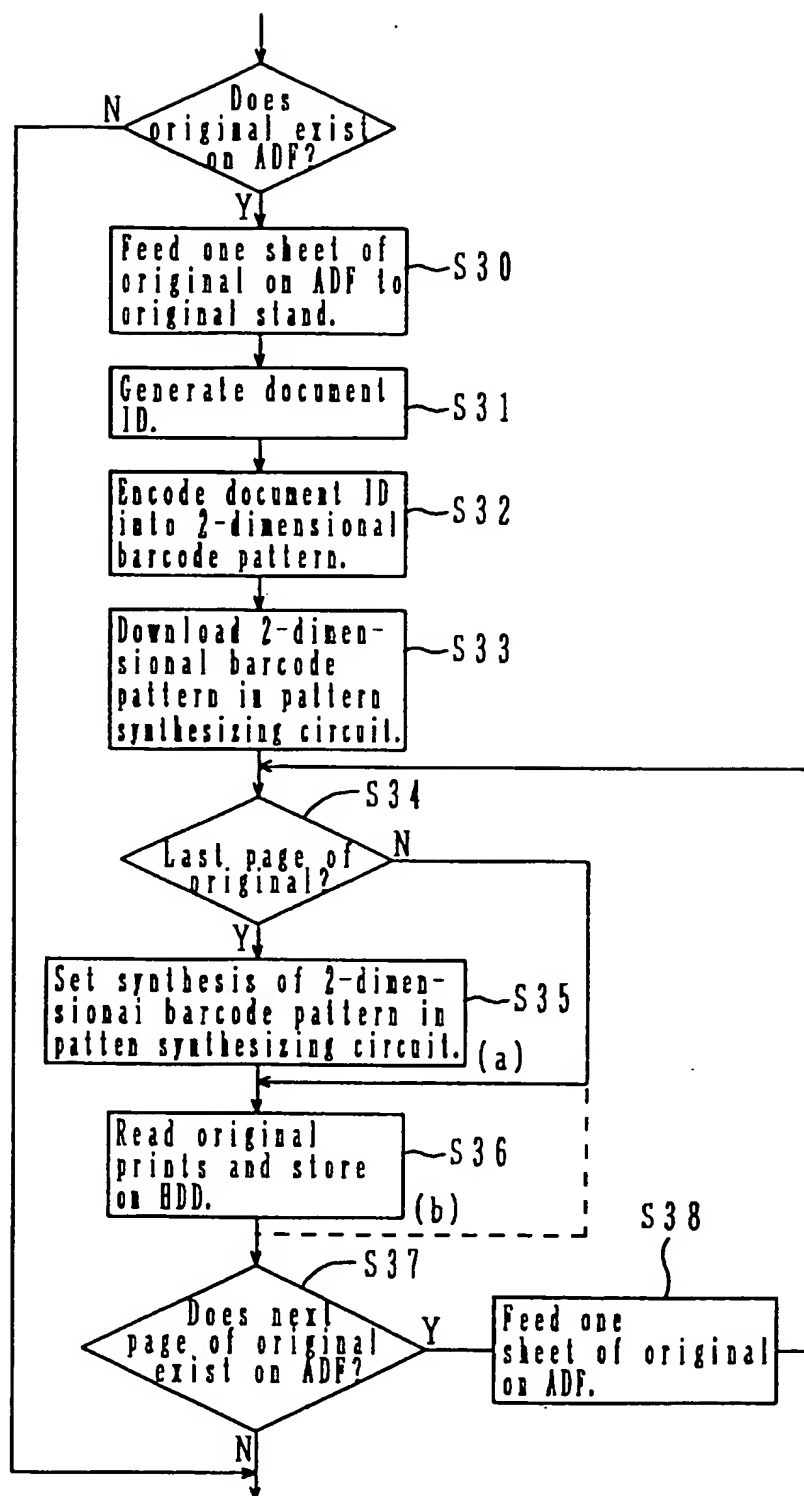 Does
N
original exist
on ADF?
Y
Feed one sheet of
original on ADF to
original stand.
S30
Generate document
ID.
S31
Encode document ID
into 2-dimensional
barcode pattern.
S32
Download 2-dimen-
sional barcode
pattern in pattern
synthesizing circuit.
S33
S34
Last page of
original?
N
Y
Set synthesis of 2-dimen-
sionai barcode pattern in
patten synthesizing circuit.
(a)
S35
Read original
prints and store
on HDD.
(b)
S36
S37
Does next
page of original
exist on ADF?
Y
N
S38
Feed one
sheet of original
on ADF.